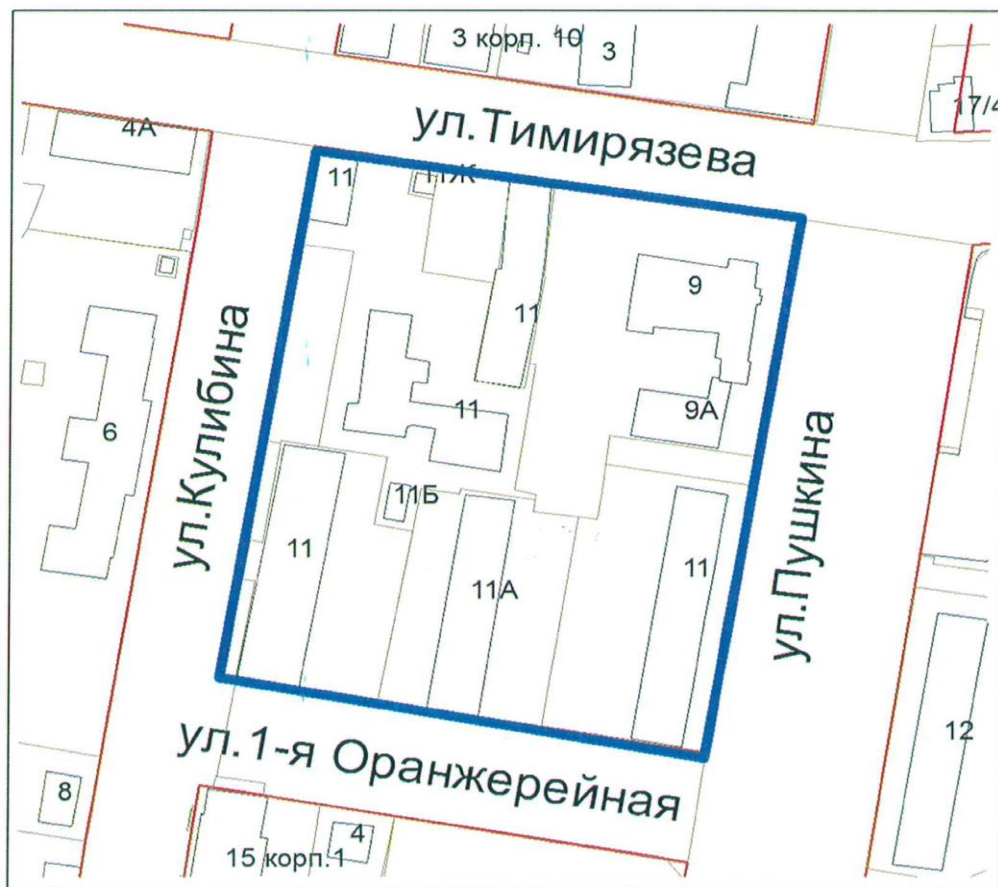 3 корп. 10
3
17/4
4А
ул.Тимирязева
11
11Ж
9
11
6
ул.Кулибина
11
9А
ул.Пушкина
11Б
11
11А
11
12
ул.1-я Оранжерейная
8
4
15 корп.1